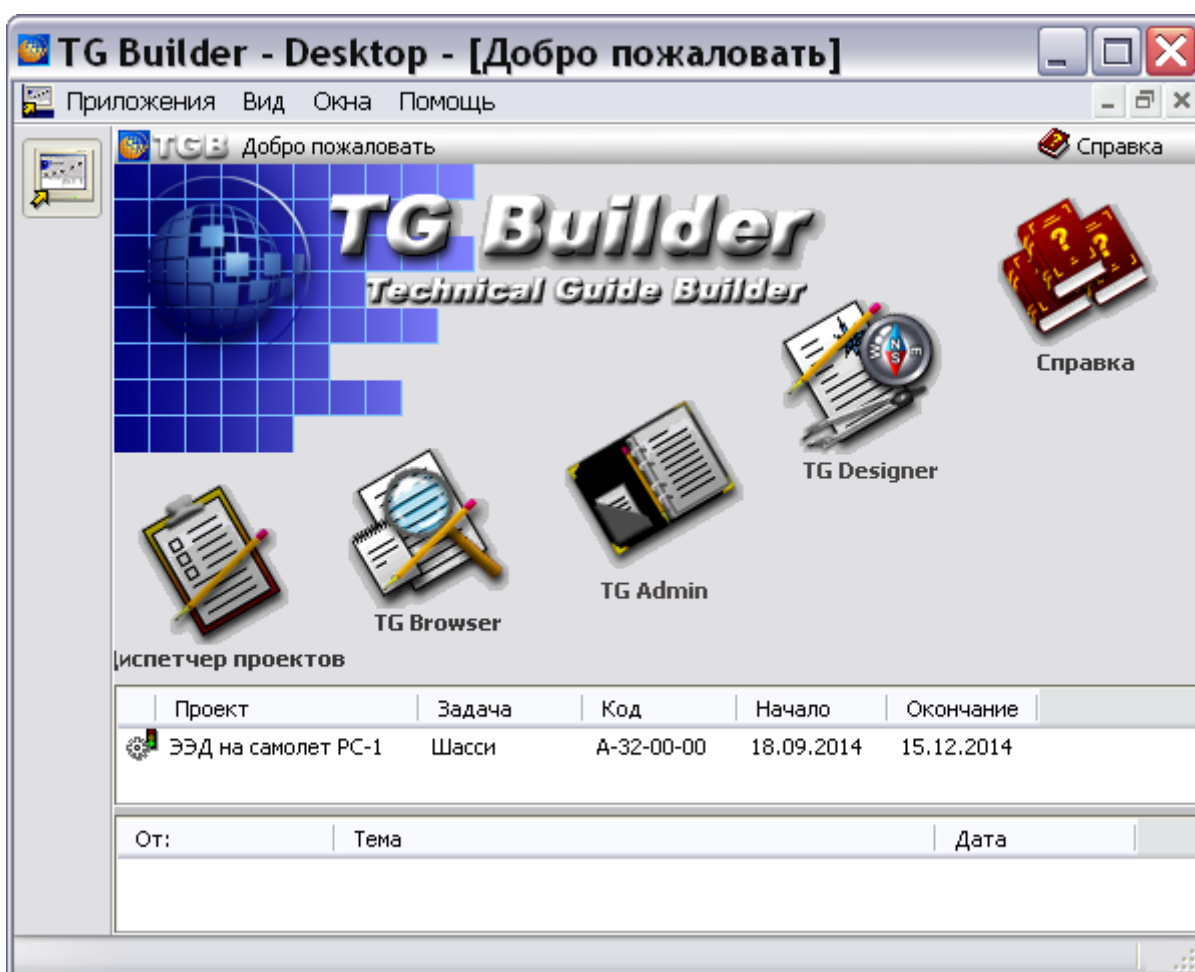 TG Builder - Desktop - [Добро пожаловать]
Приложения Вид Окна Помощь
TGB Добро пожаловать Справка
TG Builder
Technical Guide Builder
N
W E
S
Справка
TG Designer
TG Admin
TG Browser
Диспетчер проектов
Проект Задача Код Начало Окончание
ЭЭД на самолет РС-1 Шасси А-32-00-00 18.09.2014 15.12.2014
От: Тема Дата